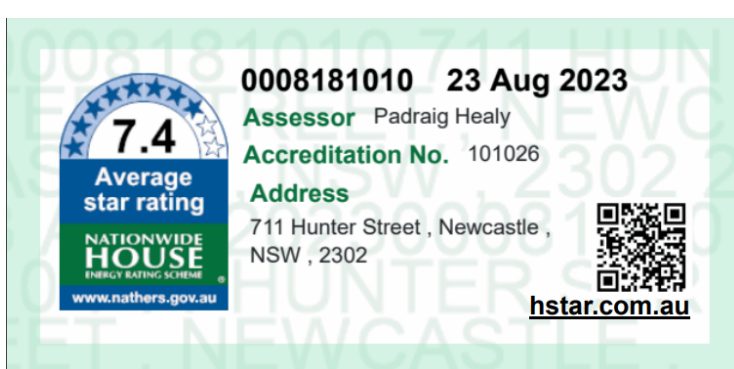 0008181010 23 Aug 2023
Assessor Padraig Healy
Accreditation No. 101026
Address
711 Hunter Street , Newcastle ,
NSW , 2302
hstar.com.au
7.4
Average
star rating
NATIONWIDE
HOUSE
ENERGY RATING SCHEME ®
www.nathers.gov.au